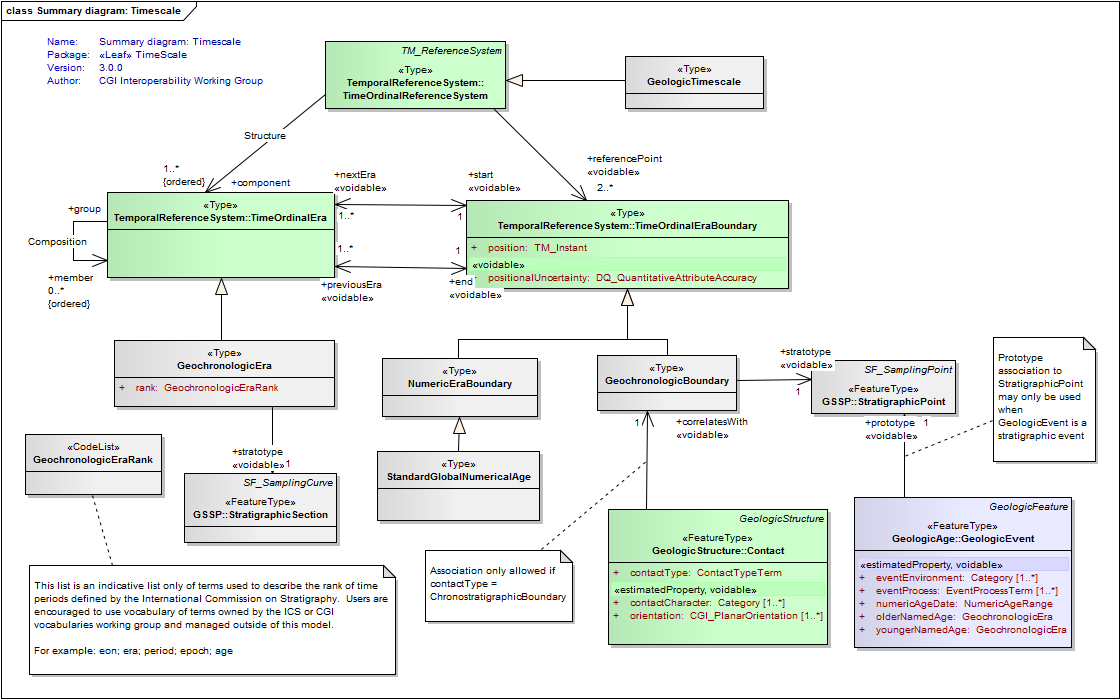 class Summary diagram: Timescale
Name: Summary diagram: Timescale
Package: «Leaf» TimeScale
Version: 3.0.0
Author: CGI Interoperability Working Group
TM_ReferenceSystem
«Type»
TemporalReferenceSystem::
TimeOrdinalReferenceSystem
«Type»
GeologicTimescale
Structure
1..*
{ordered}
+component
+referencePoint
«voidable»
2..*
+nextEra
«voidable»
1..*
+start
«voidable»
1
«Type»
TemporalReferenceSystem::TimeOrdinalEra
+group
Composition
+member
0..*
{ordered}
1..*
+previousEra
«voidable»
1
+end
«voidable»
«Type»
TemporalReferenceSystem::TimeOrdinalEraBoundary
+ position: TM_Instant
«voidable»
positionalUncertainty: DQ_QuantitativeAttributeAccuracy
«Type»
GeochronologicEra
+ rank: GeochronologicEraRank
«Type»
NumericEraBoundary
«Type»
GeochronologicBoundary
+stratotype
«voidable»
1
SF_SamplingPoint
«FeatureType»
GSSP::StratigraphicPoint
+prototype 1
«voidable»
Prototype
association to
StratigraphicPoint
may only be used
when
GeologicEvent is a
stratigraphic event
1
+correlatesWith
«voidable»
«CodeList»
GeochronologicEraRank
+stratotype
«voidable» 1
SF_SamplingCurve
«FeatureType»
GSSP::StratigraphicSection
«Type»
StandardGlobalNumericalAge
GeologicStructure
«FeatureType»
GeologicStructure::Contact
+ contactType: ContactTypeTerm
«estimatedProperty, voidable»
+ contactCharacter: Category [1..*]
+ orientation: CGI_PlanarOrientation [1..*]
GeologicFeature
«FeatureType»
GeologicAge::GeologicEvent
«estimatedProperty, voidable»
+ eventEnvironment: Category [1..*]
+ eventProcess: EventProcessTerm [1..*]
+ numericAgeDate: NumericAgeRange
+ olderNamedAge: GeochronologicEra
+ youngerNamedAge: GeochronologicEra
Association only allowed if
contactType =
ChronostratigraphicBoundary
This list is an indicative list only of terms used to describe the rank of time
periods defined by the International Commission on Stratigraphy. Users are
encouraged to use vocabulary of terms owned by the ICS or CGI
vocabularies working group and managed outside of this model.
For example: eon; era; period; epoch; age